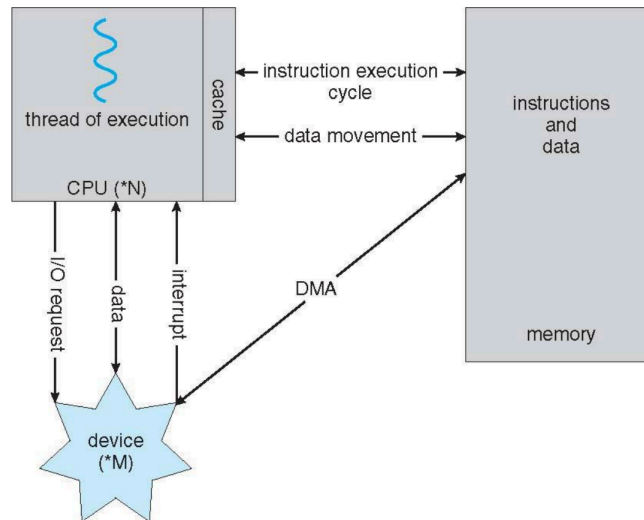 thread of execution
cache
CPU (*N)
instruction execution
cycle
data movement
instructions
and
data
I/O request
data
interrupt
DMA
memory
device
(*M)